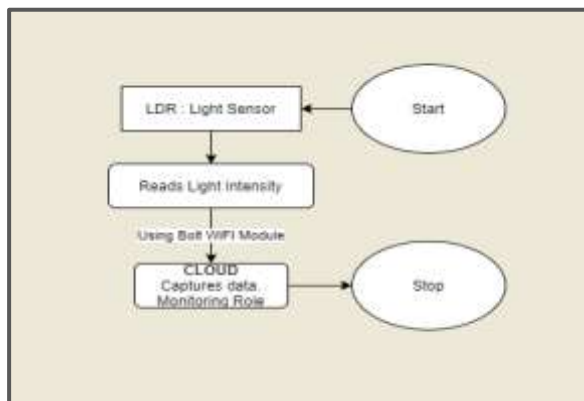 Start
LDR : Light Sensor
Reads Light Intensity
Using Bolt WIFI Module
CLOUD
Captures data.
Monitoring Role
Stop